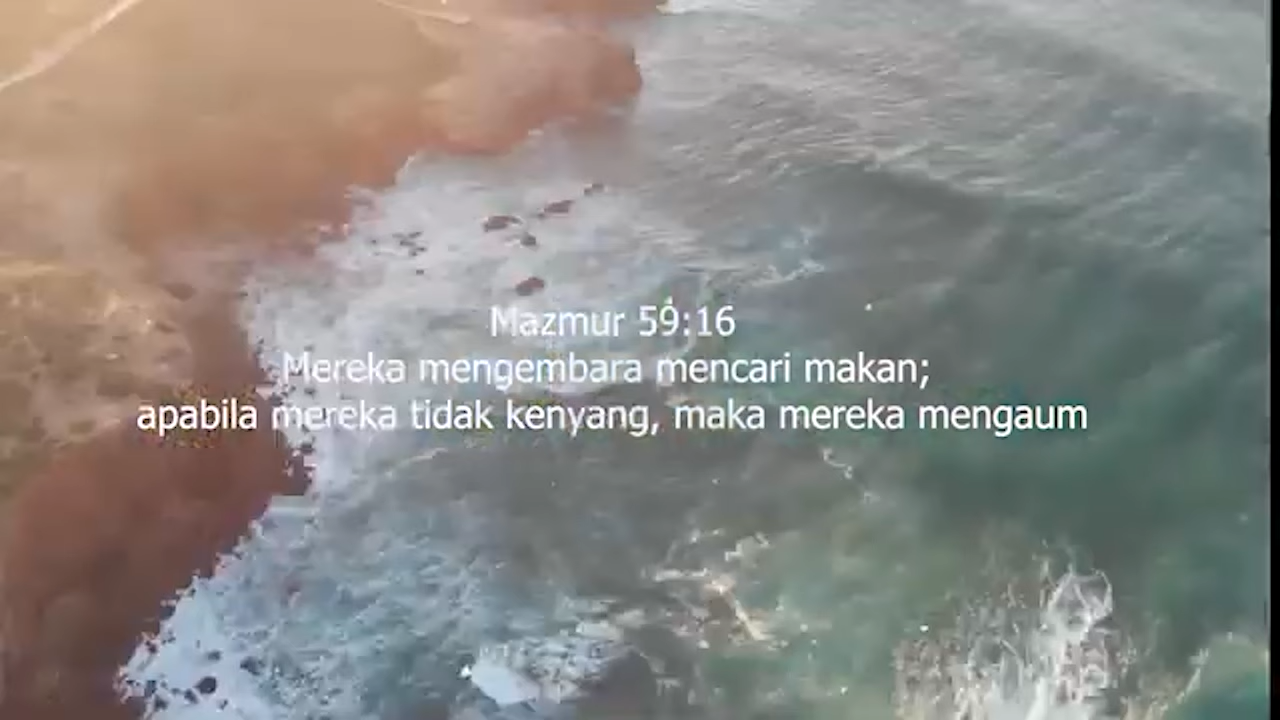 Mazmur 59:16
Mereka mengembara mencari makan;
apabila mereka tidak kenyang, maka mereka mengaum